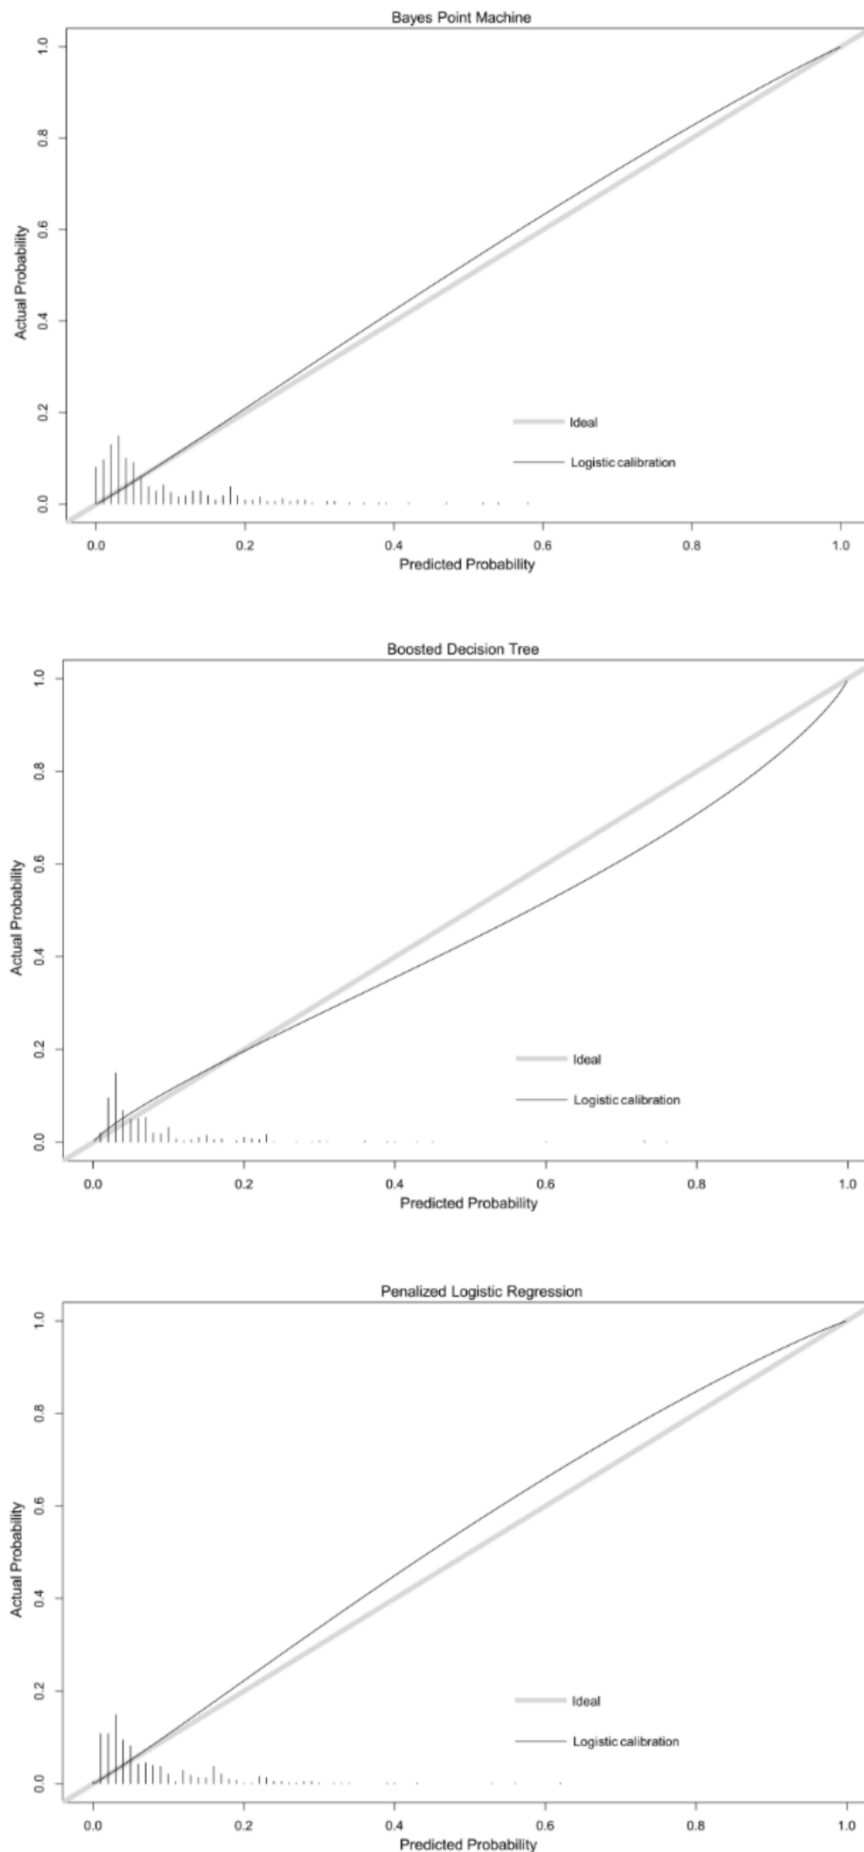 Bayes Point Machine
1.0
0.8
0.6
0.4
0.2
0.0
Actual Probability
Ideal
Logistic calibration
0.0 0.2 0.4 0.6 0.8 1.0
Predicted Probability
Boosted Decision Tree
1.0
0.8
0.6
0.4
0.2
0.0
Actual Probability
Ideal
Logistic calibration
0.0 0.2 0.4 0.6 0.8 1.0
Predicted Probability
Penalized Logistic Regression
1.0
0.8
0.6
0.4
0.2
0.0
Actual Probability
Ideal
Logistic calibration
0.0 0.2 0.4 0.6 0.8 1.0
Predicted Probability